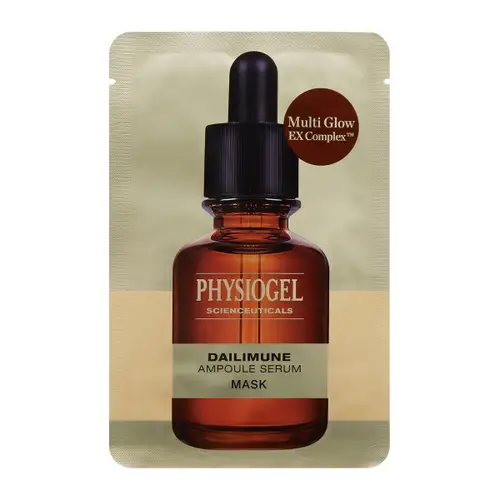 Multi Glow
EX Complex™
PHYSIOGEL
SCIENCEUTICALS
DAILIMUNE
AMPOULE SERUM
MASK